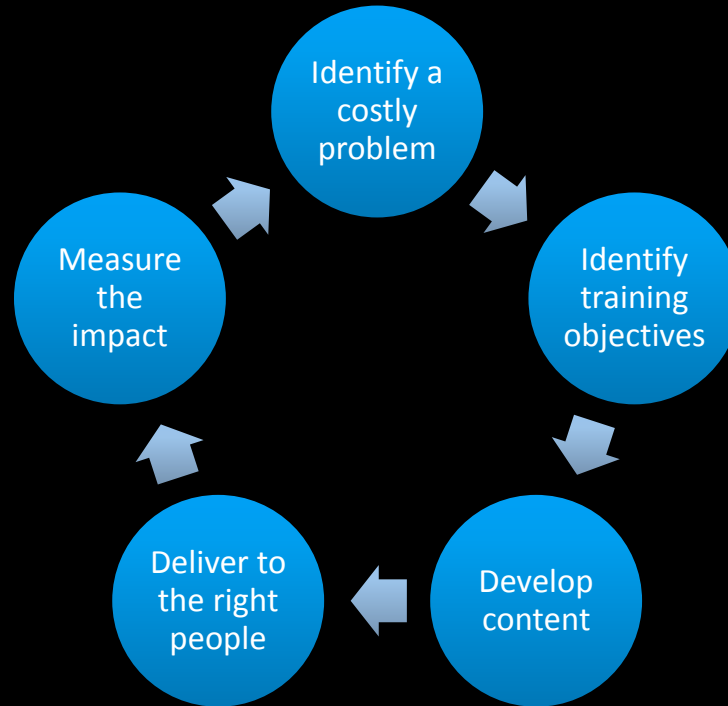 Identify a
costly
problem
Identify
training
objectives
Develop
content
Deliver to
the right
people
Measure
the
impact